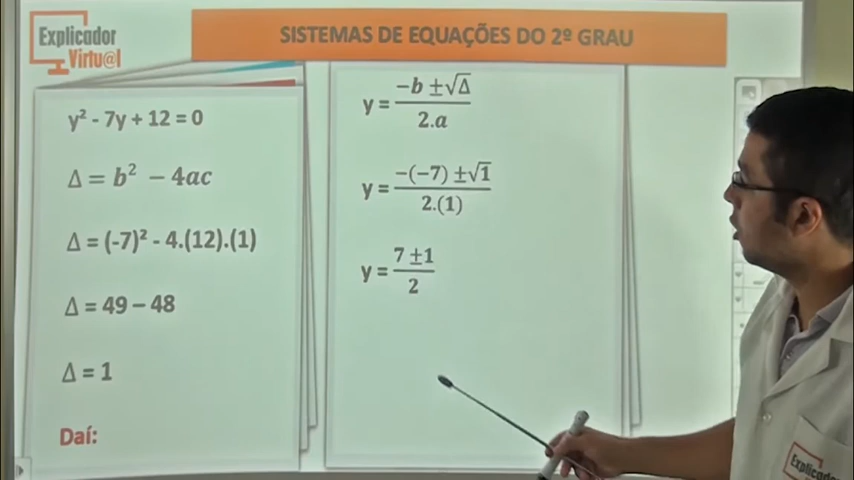 Explicador
Virtu@l
SISTEMAS DE EQUAÇÕES DO 2º GRAU
y² - 7y + 12 = 0
Δ = b² − 4ac
Δ = (-7)² - 4.(12).(1)
Δ = 49 – 48
Δ = 1
Daí:
y = (−b ±√Δ)/(2.a)
y = (−(−7) ±√1)/(2.(1))
y = (7 ±1)/2
Explicador